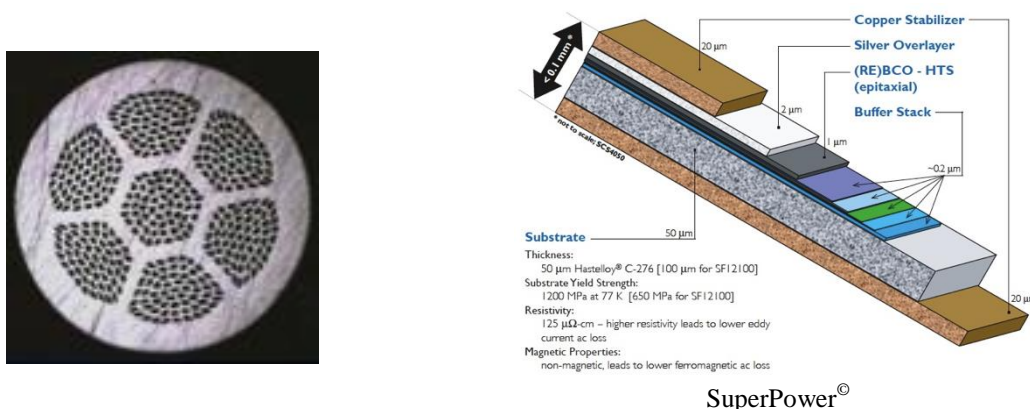 Copper Stabilizer
20 μm
Silver Overlayer
< 0.1 mm *
(RE)BCO - HTS
(epitaxial)
Buffer Stack
2 μm
* not to scale; SCS4050
1 μm
~0.2 μm
Substrate
50 μm
Thickness:
50 μm Hastelloy® C-276 [100 μm for SF12100]
Substrate Yield Strength:
1200 MPa at 77 K [650 MPa for SF12100]
Resistivity:
125 μΩ-cm – higher resistivity leads to lower eddy
current ac loss
Magnetic Properties:
non-magnetic, leads to lower ferromagnetic ac loss
20 μm
SuperPower©